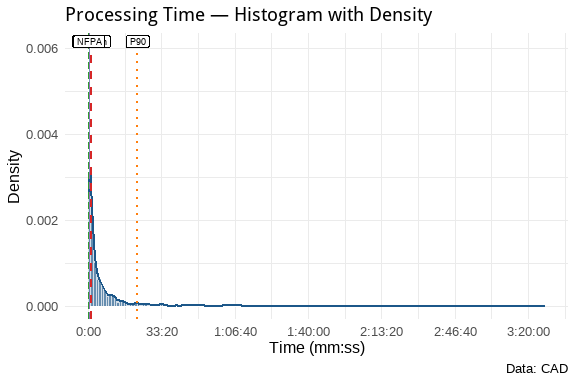 Processing Time — Histogram with Density
NFPA
P90
0.006
0.004
0.002
0.000
Density
0:00 33:20 1:06:40 1:40:00 2:13:20 2:46:40 3:20:00
Time (mm:ss)
Data: CAD